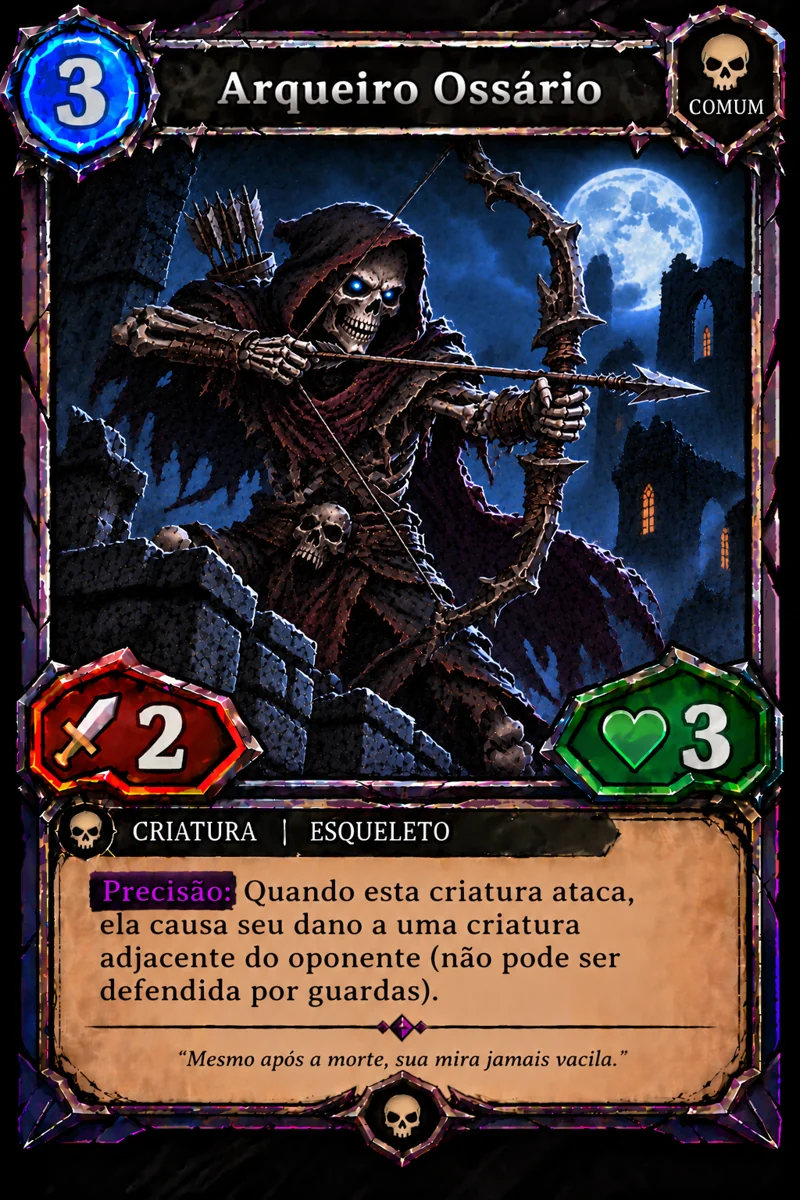 3
Arqueiro Ossário
COMUM
2
3
CRIATURA | ESQUELETO
Precisão: Quando esta criatura ataca,
ela causa seu dano a uma criatura
adjacente do oponente (não pode ser
defendida por guardas).
“Mesmo após a morte, sua mira jamais vacila.”